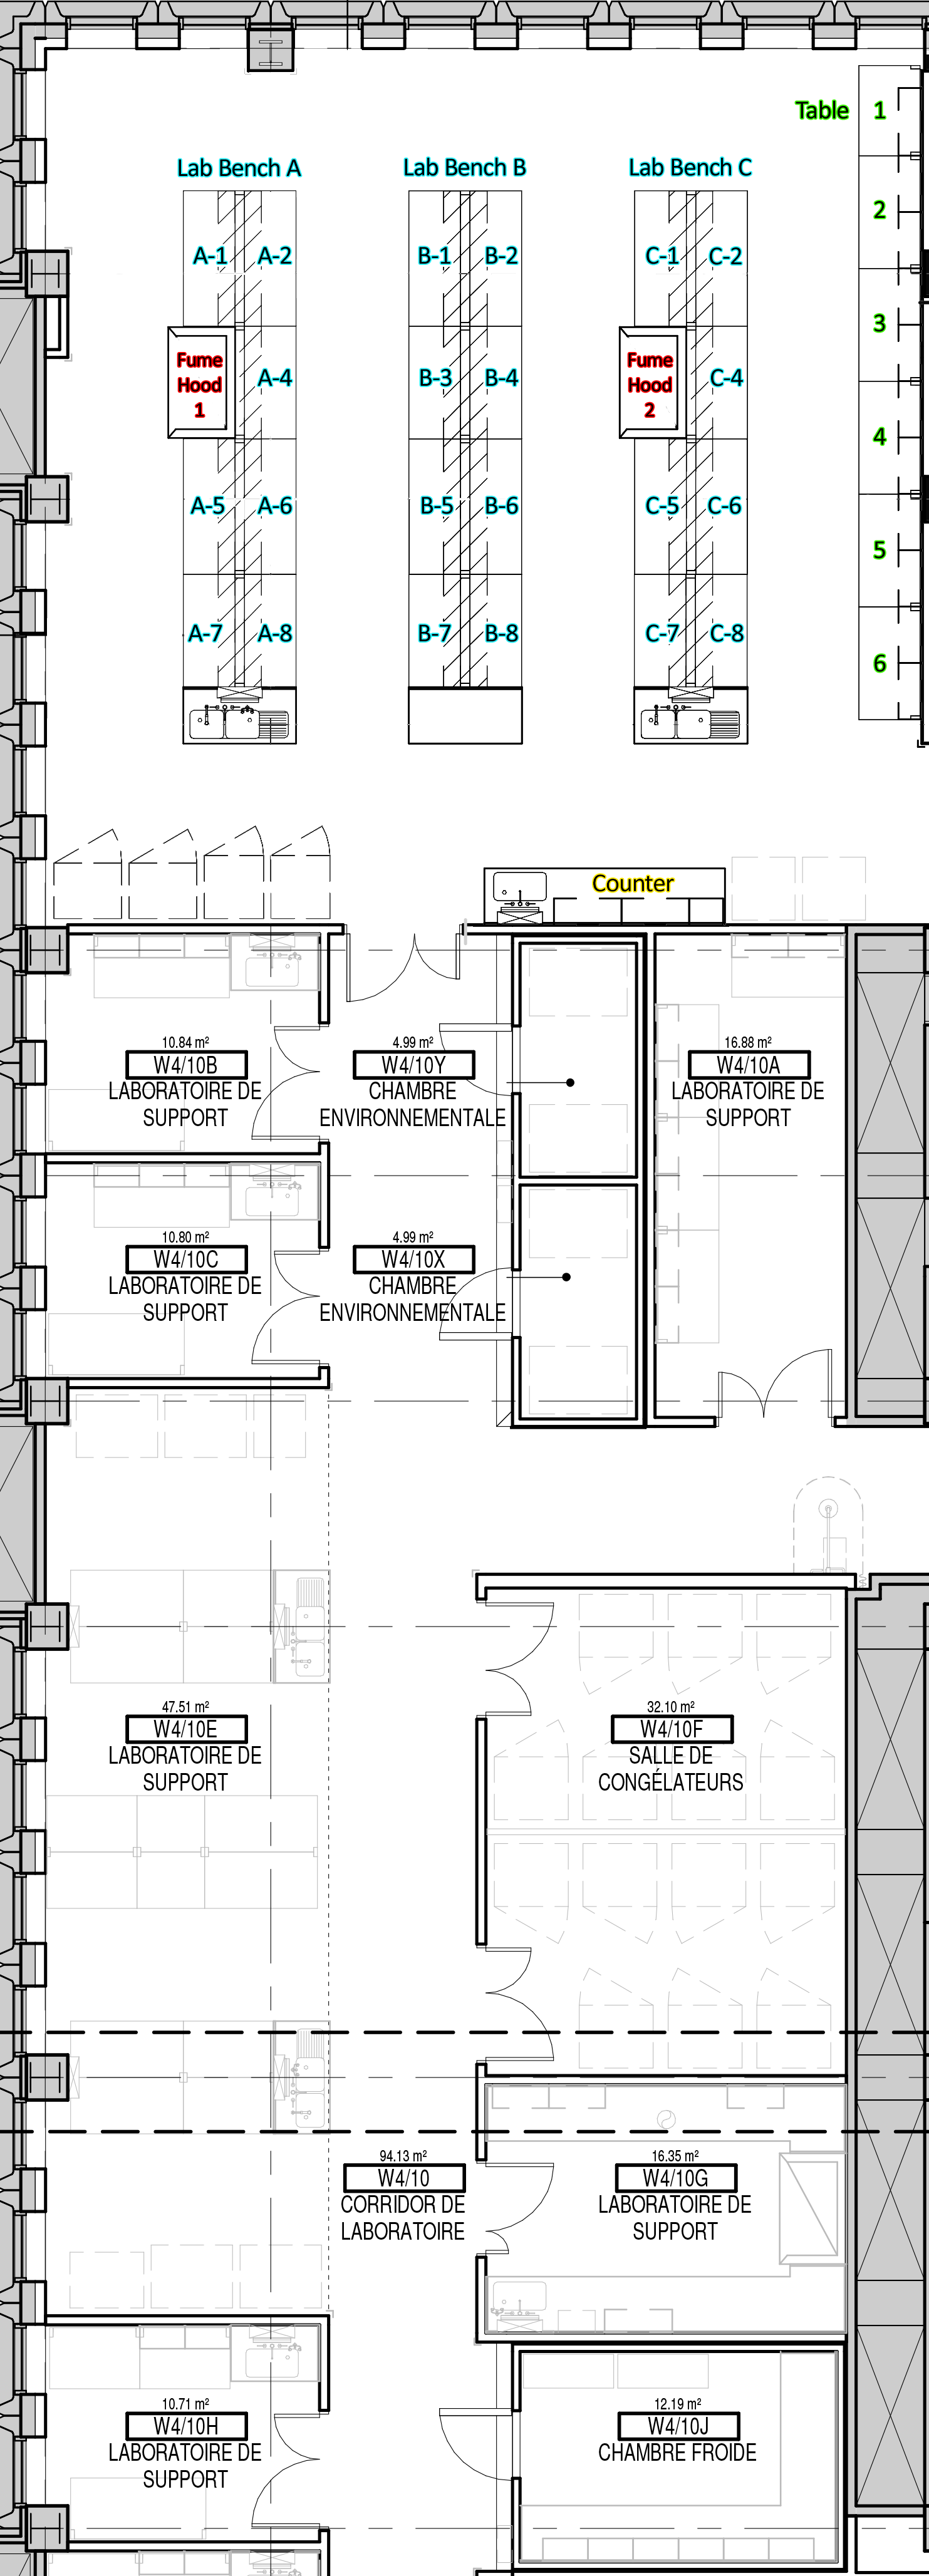 Table 1
Lab Bench A
Lab Bench B
Lab Bench C
2
A-1
A-2
B-1
B-2
C-1
C-2
3
Fume
Hood
1
A-4
B-3
B-4
Fume
Hood
2
C-4
4
A-5
A-6
B-5
B-6
C-5
C-6
5
A-7
A-8
B-7
B-8
C-7
C-8
6
Counter
10.84 m²
W4/10B
LABORATOIRE DE
SUPPORT
4.99 m²
W4/10Y
CHAMBRE
ENVIRONNEMENTALE
16.88 m²
W4/10A
LABORATOIRE DE
SUPPORT
10.80 m²
W4/10C
LABORATOIRE DE
SUPPORT
4.99 m²
W4/10X
CHAMBRE
ENVIRONNEMENTALE
47.51 m²
W4/10E
LABORATOIRE DE
SUPPORT
32.10 m²
W4/10F
SALLE DE
CONGÉLATEURS
94.13 m²
W4/10
CORRIDOR DE
LABORATOIRE
16.35 m²
W4/10G
LABORATOIRE DE
SUPPORT
10.71 m²
W4/10H
LABORATOIRE DE
SUPPORT
12.19 m²
W4/10J
CHAMBRE FROIDE